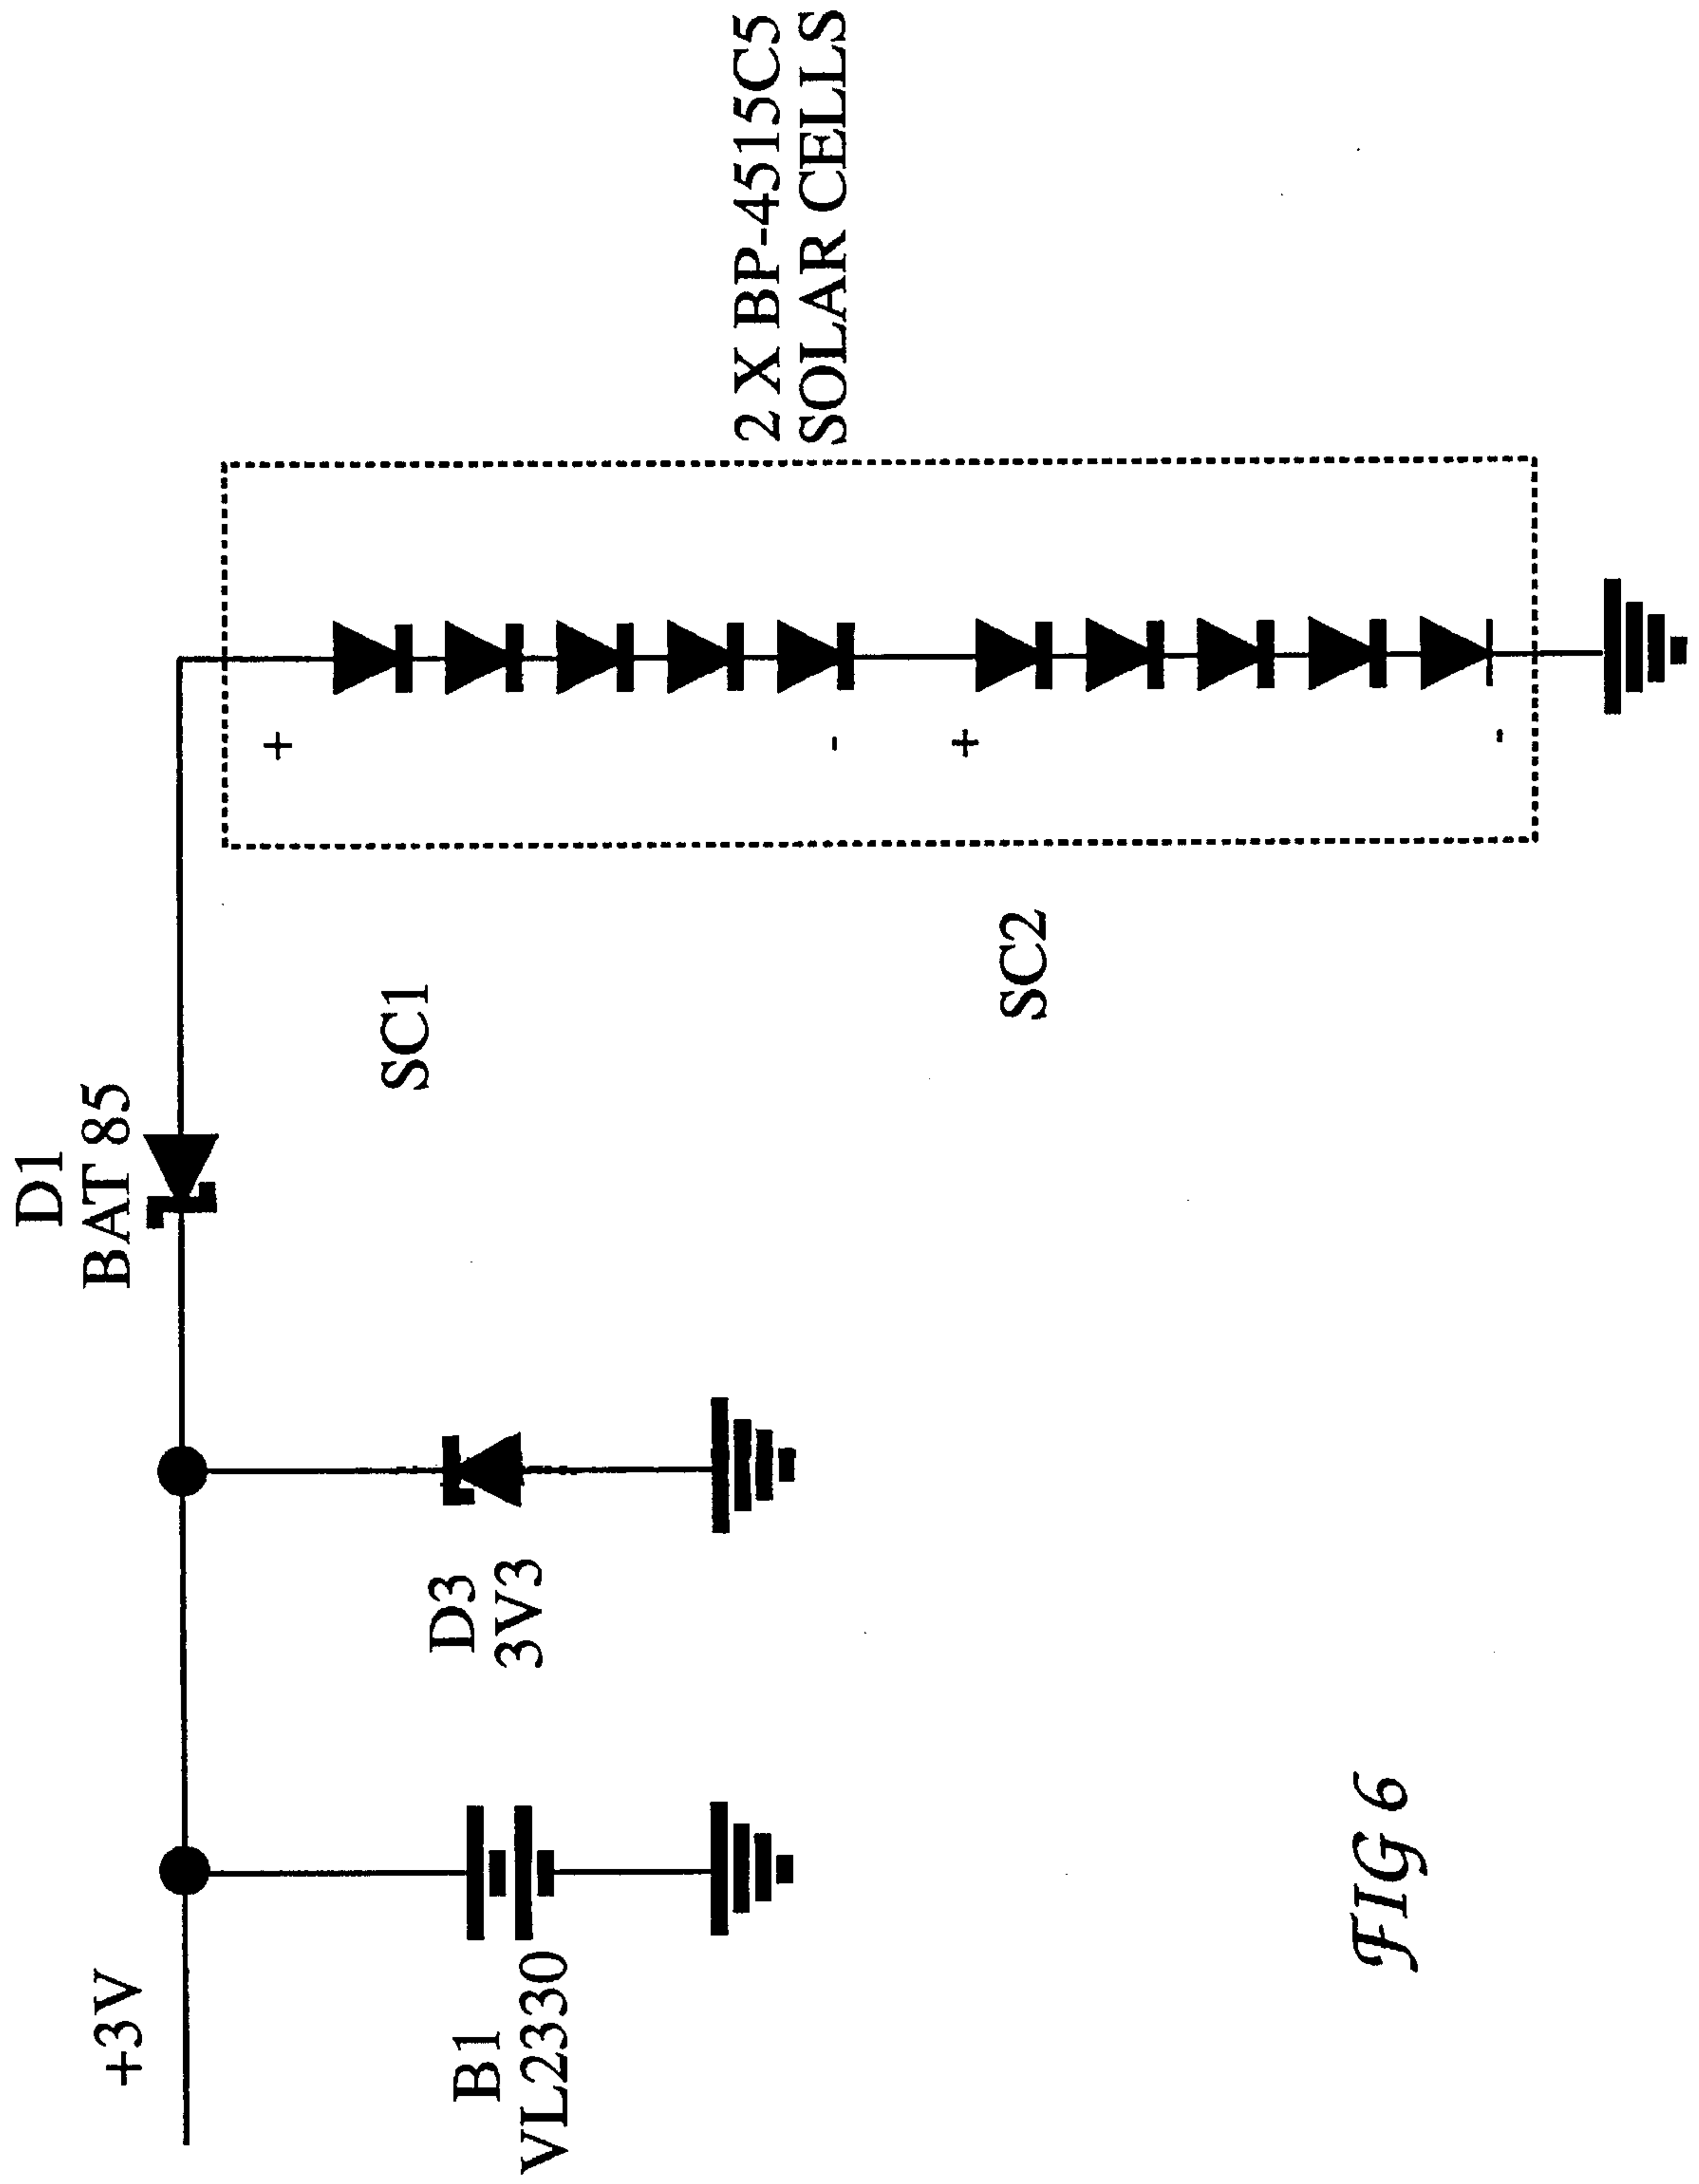 +3V
B1
VL2330
D3
3V3
D1
BAT 85
SC1
+
-
SC2
+
-
2 X BP-4515C5
SOLAR CELLS
FIG 6